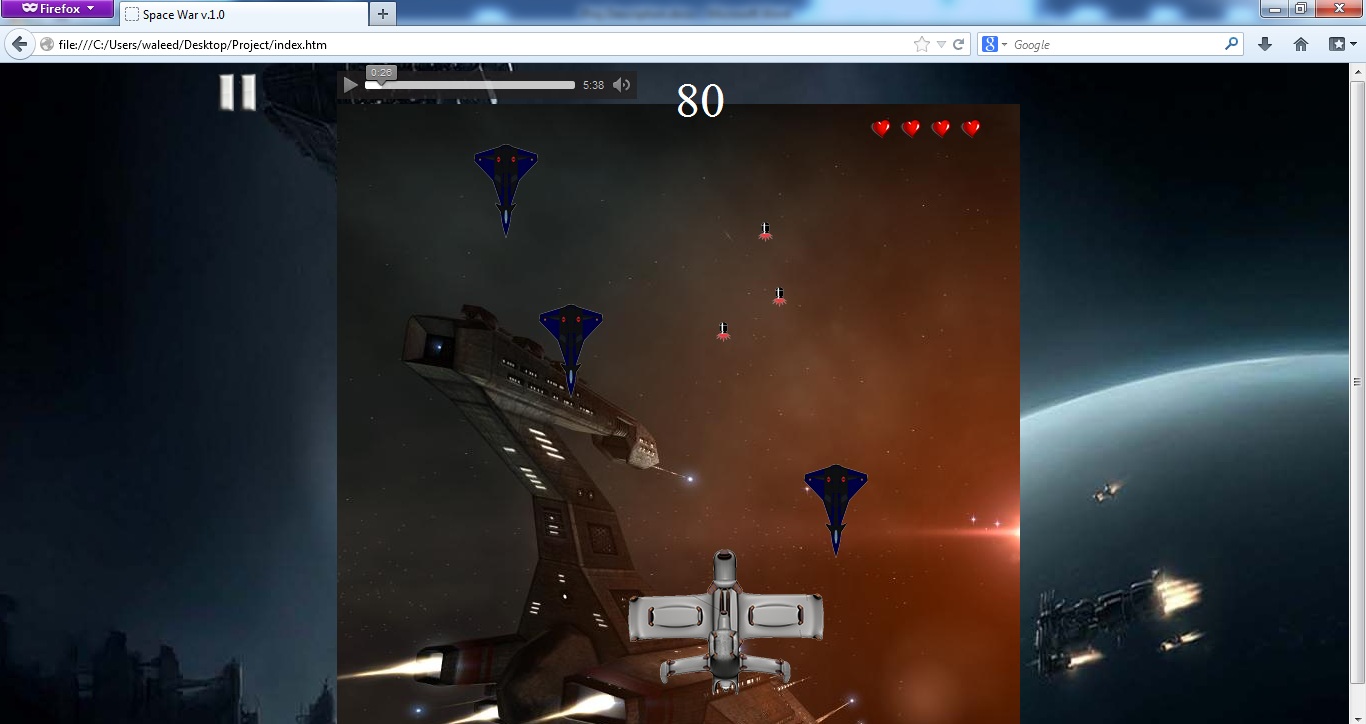 Firefox
Space War v.1.0
file:///C:/Users/waleed/Desktop/Project/index.htm
Google
0:26
5:38
80